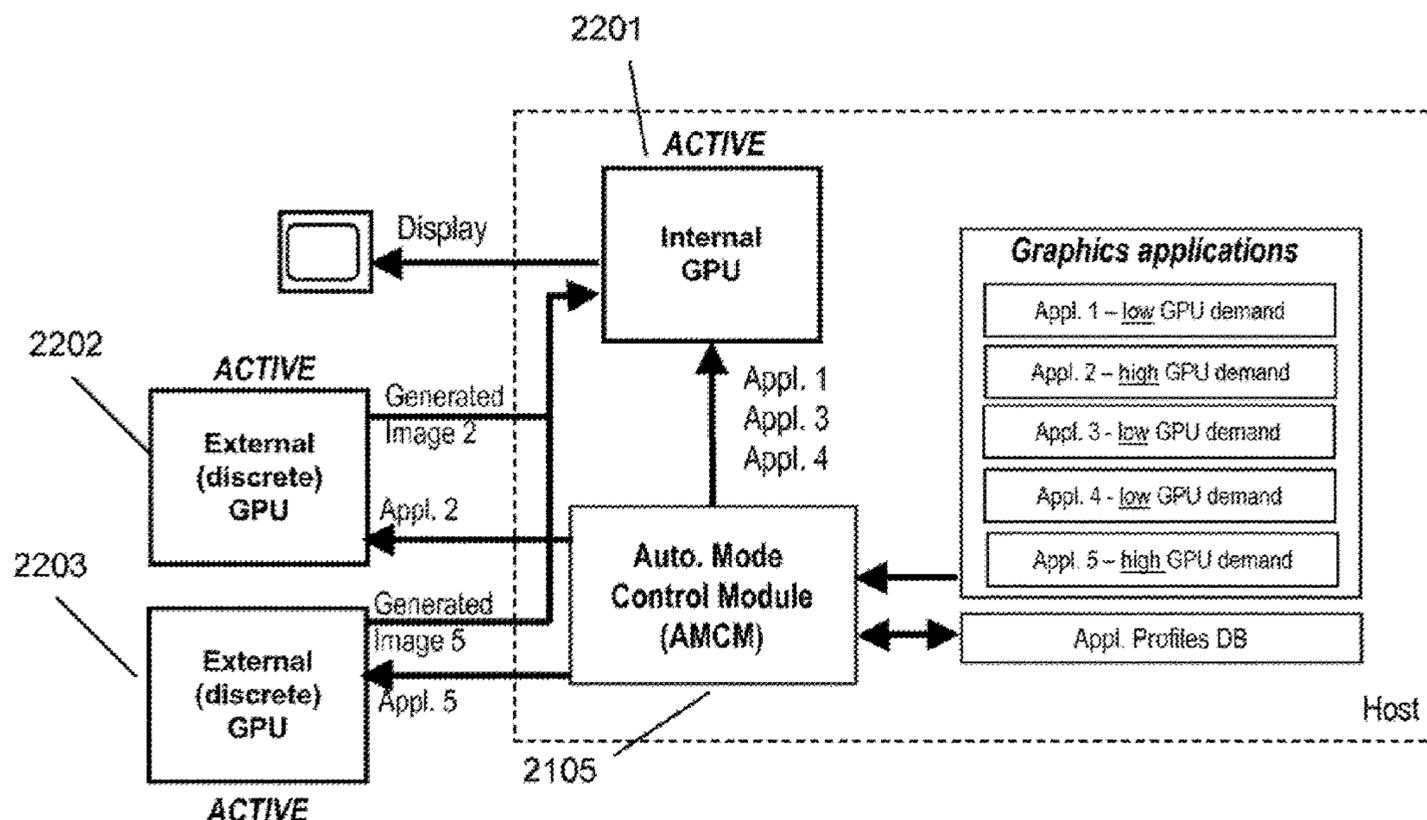 2201
ACTIVE
Internal
GPU
Display
Graphics applications
Appl. 1 – low GPU demand
Appl. 2 – high GPU demand
Appl. 3 - low GPU demand
Appl. 4 - low GPU demand
Appl. 5 – high GPU demand
2202
ACTIVE
External
(discrete)
GPU
Generated
Image 2
Appl. 1
Appl. 3
Appl. 4
Appl. 2
2203
External
(discrete)
GPU
ACTIVE
Generated
Image 5
Appl. 5
Auto. Mode
Control Module
(AMCM)
Appl. Profiles DB
Host
2105